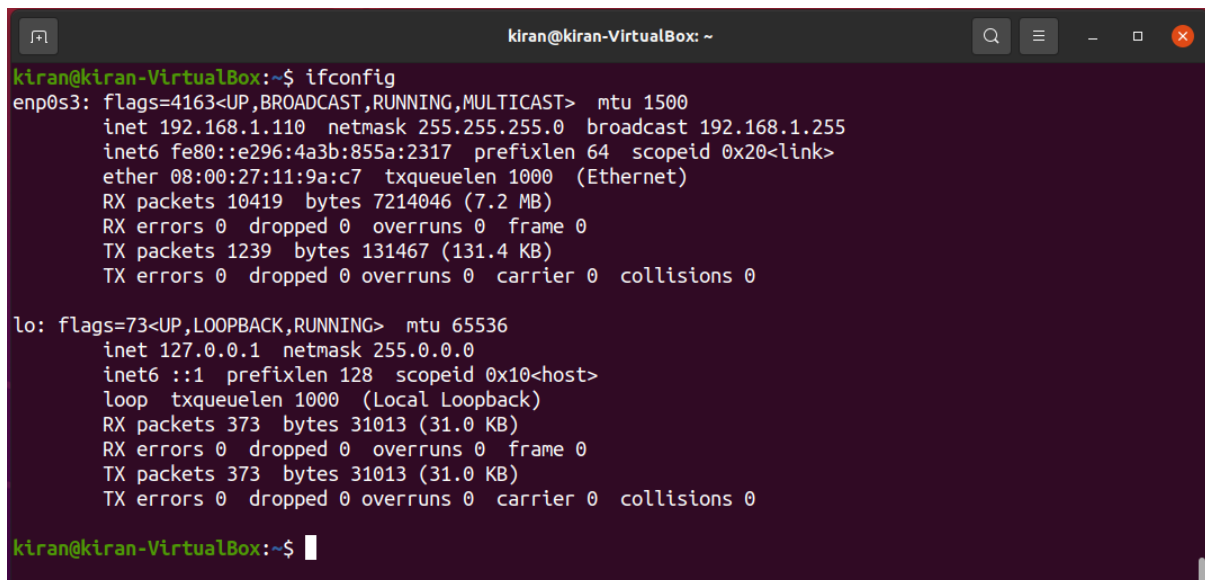 kiran@kiran-VirtualBox: ~
kiran@kiran-VirtualBox:~$ ifconfig
enp0s3: flags=4163<UP,BROADCAST,RUNNING,MULTICAST>  mtu 1500
        inet 192.168.1.110  netmask 255.255.255.0  broadcast 192.168.1.255
        inet6 fe80::e296:4a3b:855a:2317  prefixlen 64  scopeid 0x20<link>
        ether 08:00:27:11:9a:c7  txqueuelen 1000  (Ethernet)
        RX packets 10419  bytes 7214046 (7.2 MB)
        RX errors 0  dropped 0  overruns 0  frame 0
        TX packets 1239  bytes 131467 (131.4 KB)
        TX errors 0  dropped 0 overruns 0  carrier 0  collisions 0

lo: flags=73<UP,LOOPBACK,RUNNING>  mtu 65536
        inet 127.0.0.1  netmask 255.0.0.0
        inet6 ::1  prefixlen 128  scopeid 0x10<host>
        loop  txqueuelen 1000  (Local Loopback)
        RX packets 373  bytes 31013 (31.0 KB)
        RX errors 0  dropped 0  overruns 0  frame 0
        TX packets 373  bytes 31013 (31.0 KB)
        TX errors 0  dropped 0 overruns 0  carrier 0  collisions 0

kiran@kiran-VirtualBox:~$